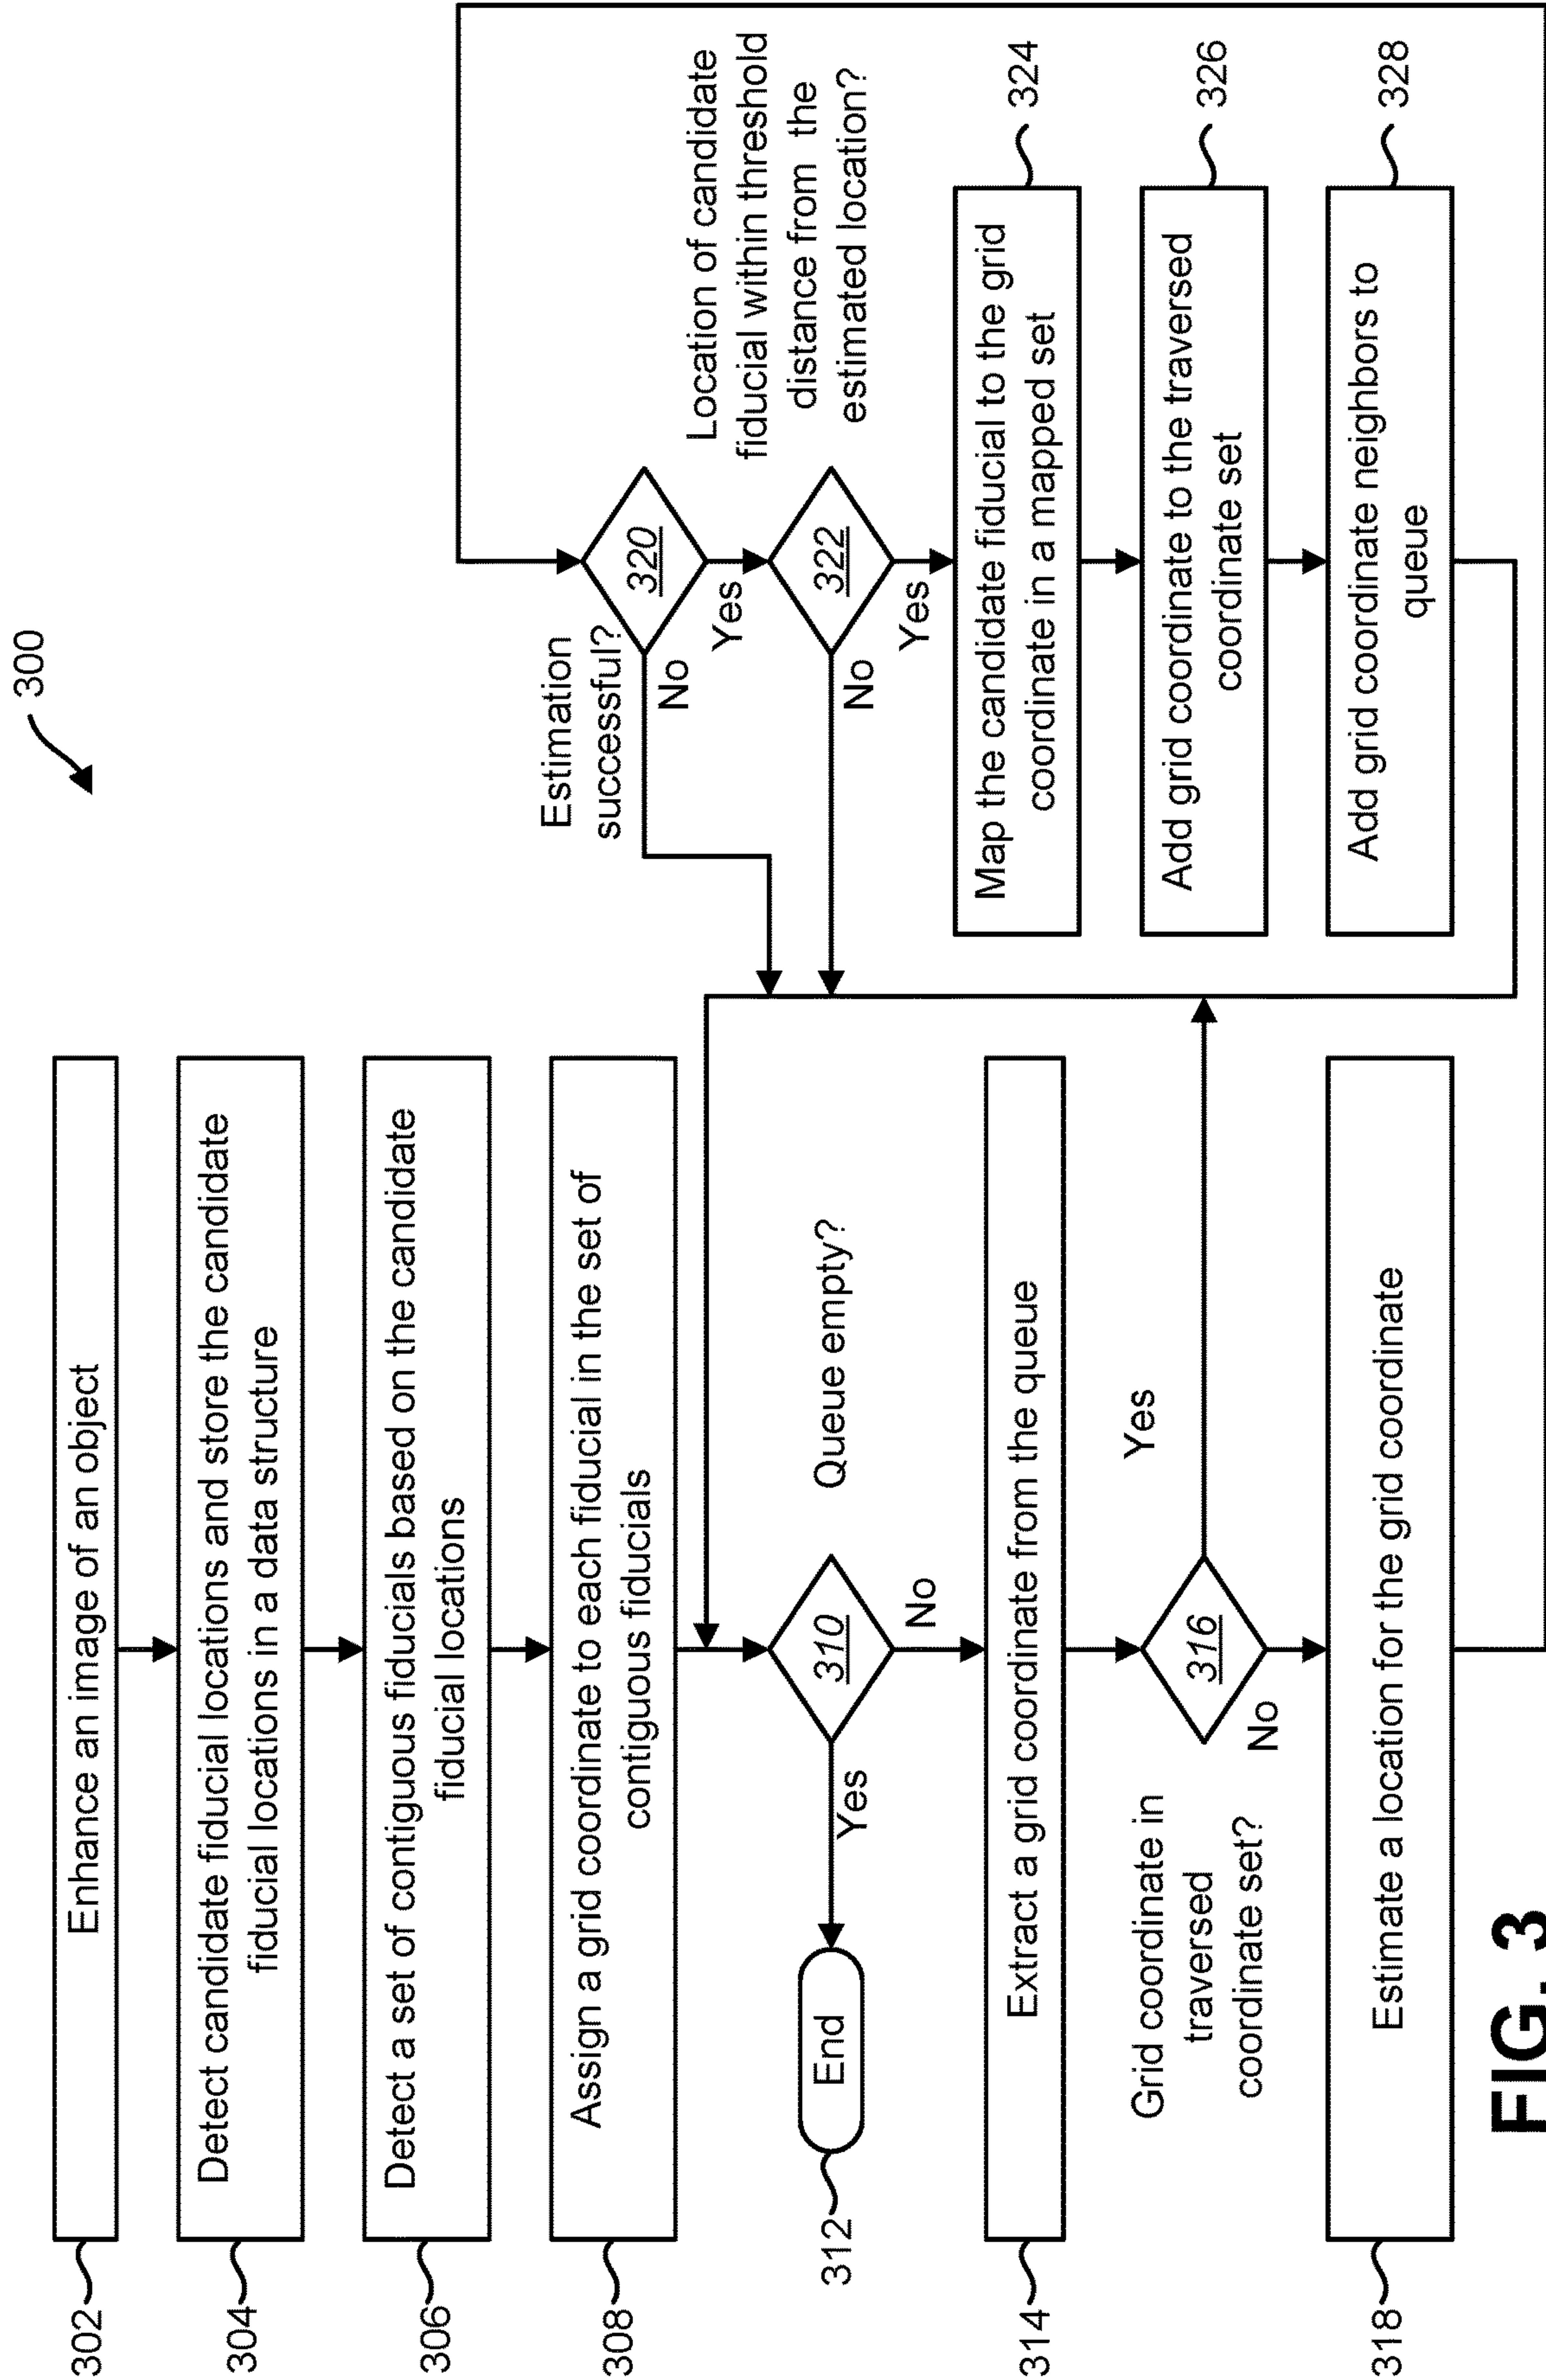 300
302
Enhance an image of an object
304
Detect candidate fiducial locations and store the candidate
fiducial locations in a data structure
306
Detect a set of contiguous fiducials based on the candidate
fiducial locations
308
Assign a grid coordinate to each fiducial in the set of
contiguous fiducials
310
Queue empty?
Yes
No
End
312
314
Extract a grid coordinate from the queue
316
Grid coordinate in
traversed
coordinate set?
Yes
No
318
Estimate a location for the grid coordinate
Estimation
successful?
320
No
Yes
Location of candidate
fiducial within threshold
distance from the
estimated location?
322
No
Yes
Map the candidate fiducial to the grid
coordinate in a mapped set
324
Add grid coordinate to the traversed
coordinate set
326
Add grid coordinate neighbors to
queue
328
FIG. 3